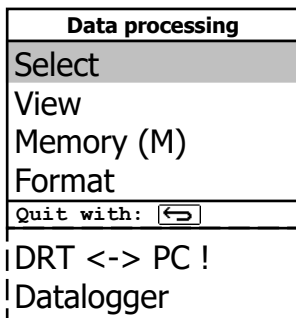 Data processing
Select
View
Memory (M)
Format
Quit with:
DRT <-> PC !
Datalogger